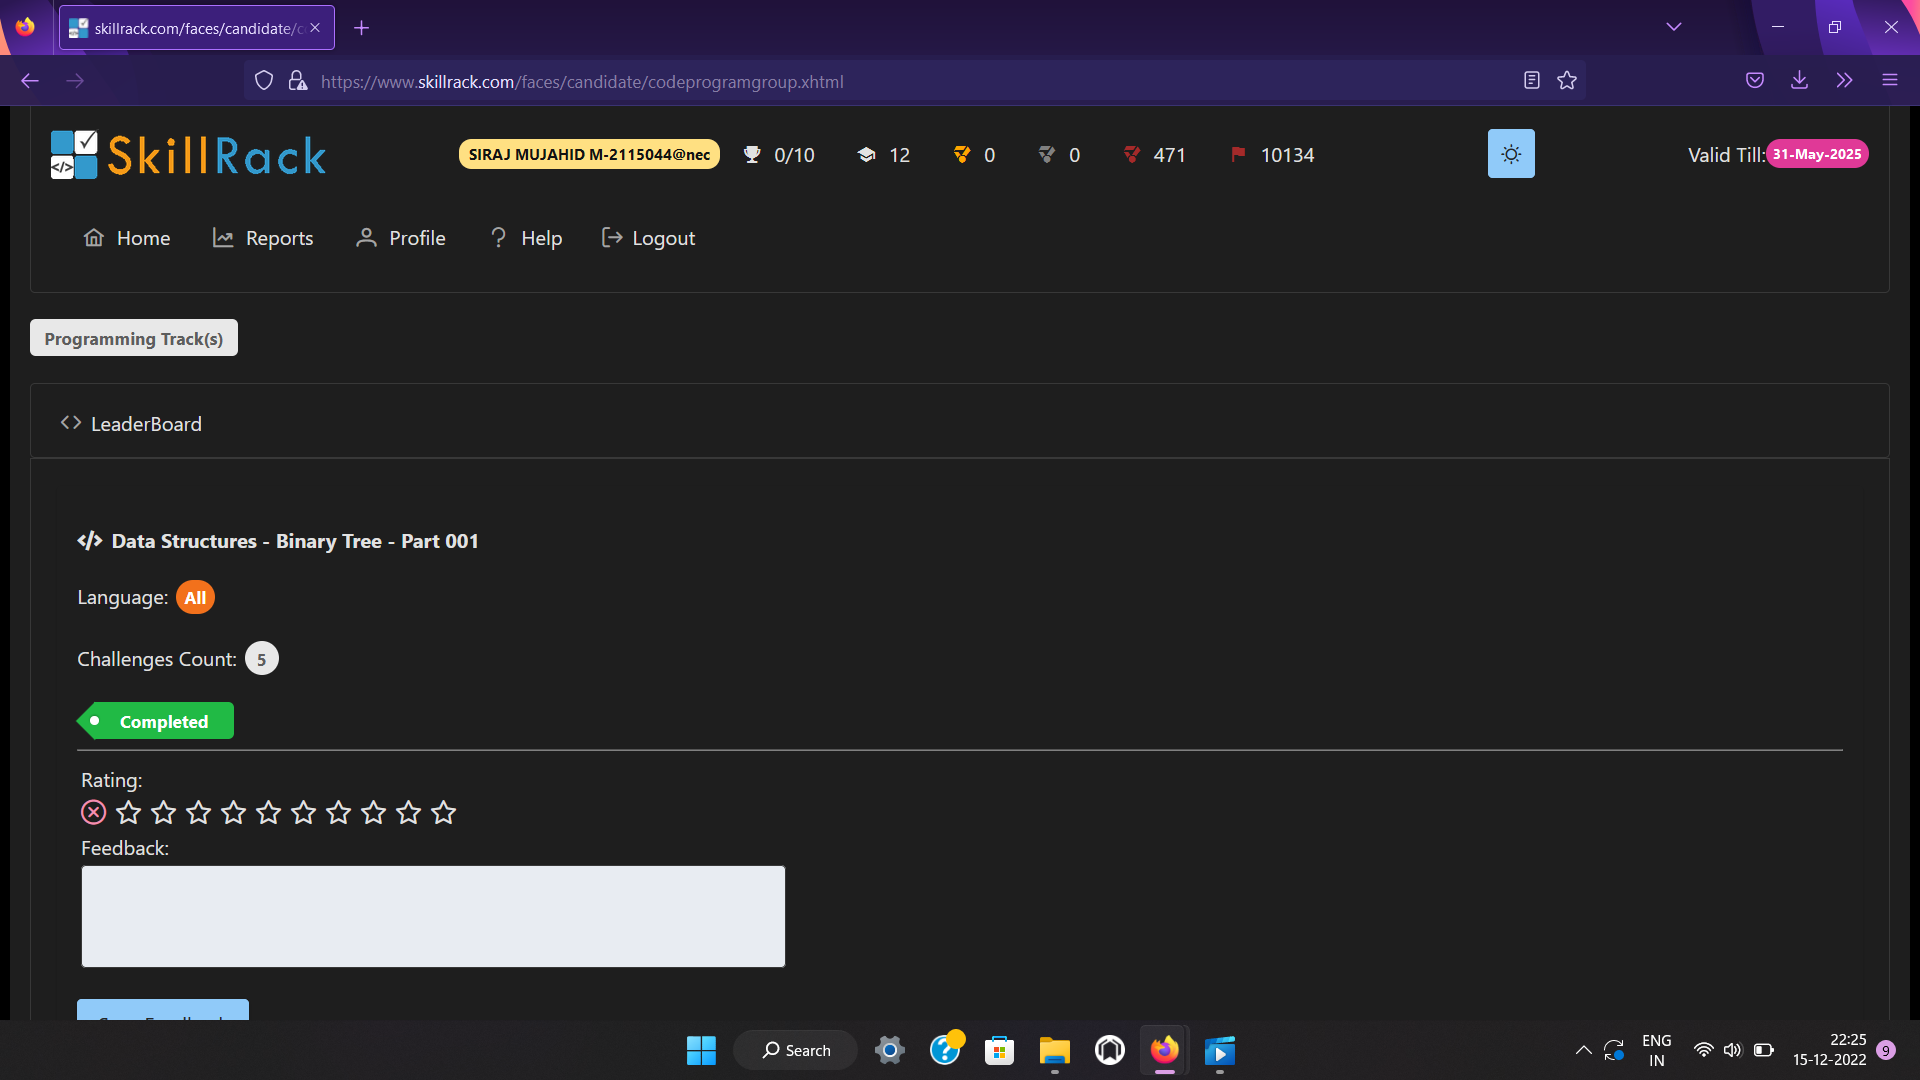 skillrack.com/faces/candidate/c
https://www.skillrack.com/faces/candidate/codeprogramgroup.xhtml
SkillRack
SIRAJ MUJAHID M-2115044@nec 0/10 12 0 0 471 10134 Valid Till: 31-May-2025
Home Reports Profile Help Logout
Programming Track(s)
LeaderBoard
Data Structures - Binary Tree - Part 001
Language: All
Challenges Count: 5
Completed
Rating:
Feedback:
Search
ENG
IN
22:25
15-12-2022
9